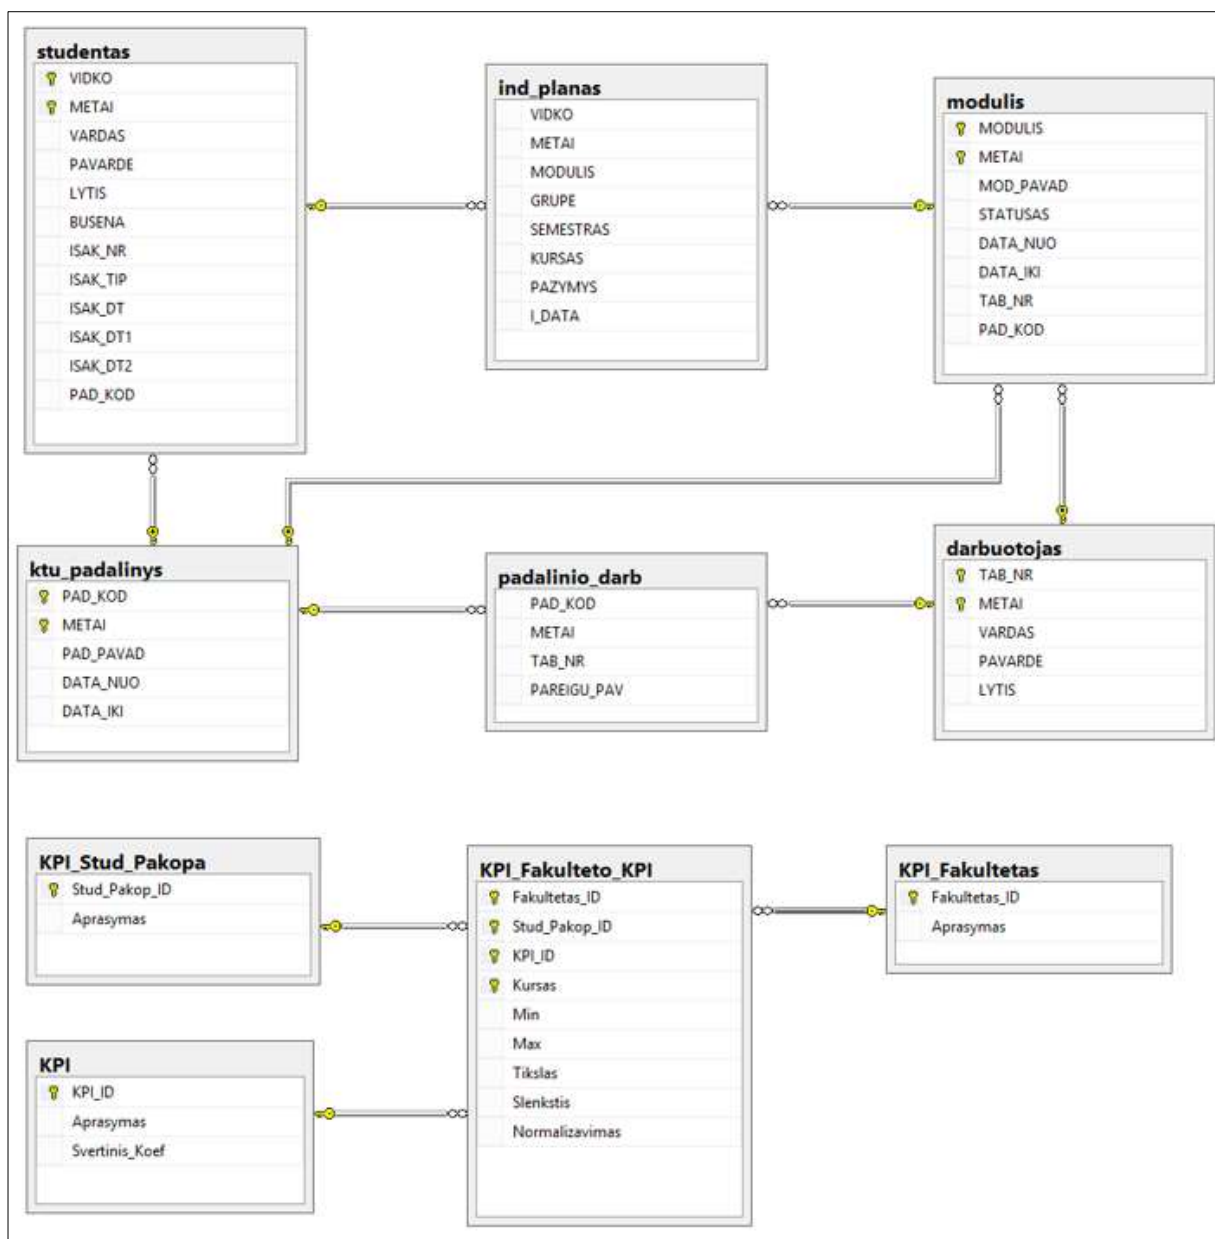 studentas
VIDKO
METAI
VARDAS
PAVARDE
LYTIS
BUSENA
ISAK_NR
ISAK_TIP
ISAK_DT
ISAK_DT1
ISAK_DT2
PAD_KOD
ind_planas
VIDKO
METAI
MODULIS
GRUPE
SEMESTRAS
KURSAS
PAZYMYS
I_DATA
modulis
MODULIS
METAI
MOD_PAVAD
STATUSAS
DATA_NUO
DATA_IKI
TAB_NR
PAD_KOD
ktu_padalinys
PAD_KOD
METAI
PAD_PAVAD
DATA_NUO
DATA_IKI
padalinio_darb
PAD_KOD
METAI
TAB_NR
PAREIGU_PAV
darbuotojas
TAB_NR
METAI
VARDAS
PAVARDE
LYTIS
KPI_Stud_Pakopa
Stud_Pakop_ID
Aprasymas
KPI_Fakulteto_KPI
Fakultetas_ID
Stud_Pakop_ID
KPI_ID
Kursas
Min
Max
Tikslas
Slenkstis
Normalizavimas
KPI_Fakultetas
Fakultetas_ID
Aprasymas
KPI
KPI_ID
Aprasymas
Svertinis_Koef